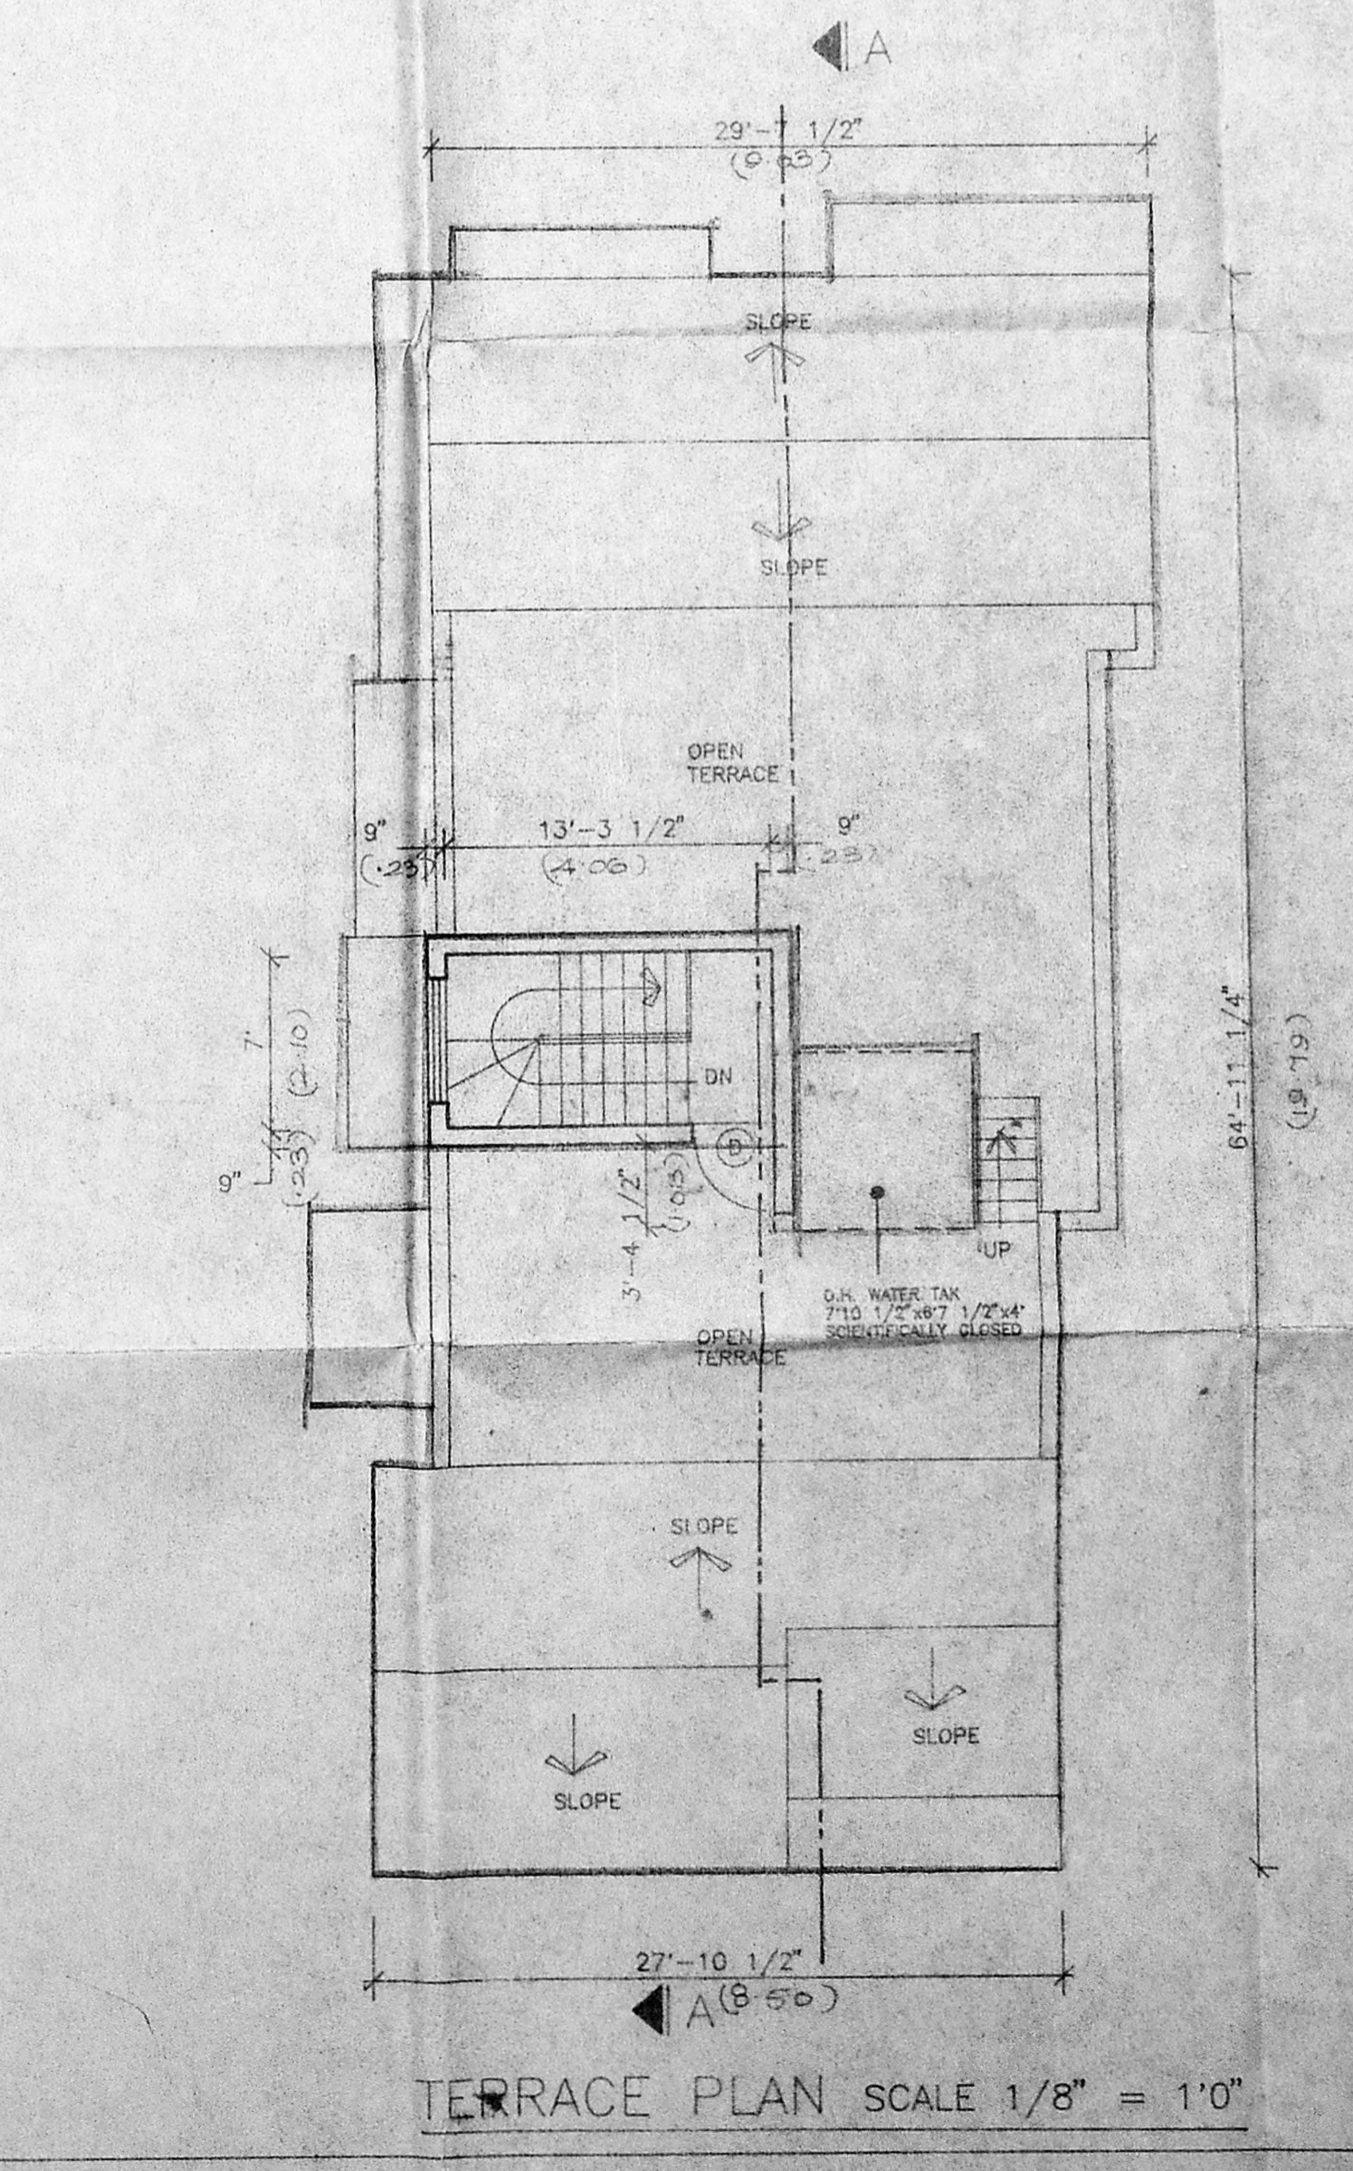 A
29'-7 1/2"
(9.03)
SLOPE
SLOPE
OPEN
TERRACE
9"
13'-3 1/2"
9"
(.23)
(4.06)
(.23)
7'
(2.10)
DN
D
64'-11 1/4"
(19.79)
9"
(.23)
3'-4 1/2"
(1.03)
UP
O.H. WATER TAK
7'10 1/2"x6'7 1/2"x4'
SCIENTIFICALLY CLOSED
OPEN
TERRACE
SLOPE
SLOPE
SLOPE
27'-10 1/2"
A (8.50)
TERRACE PLAN SCALE 1/8" = 1'0"